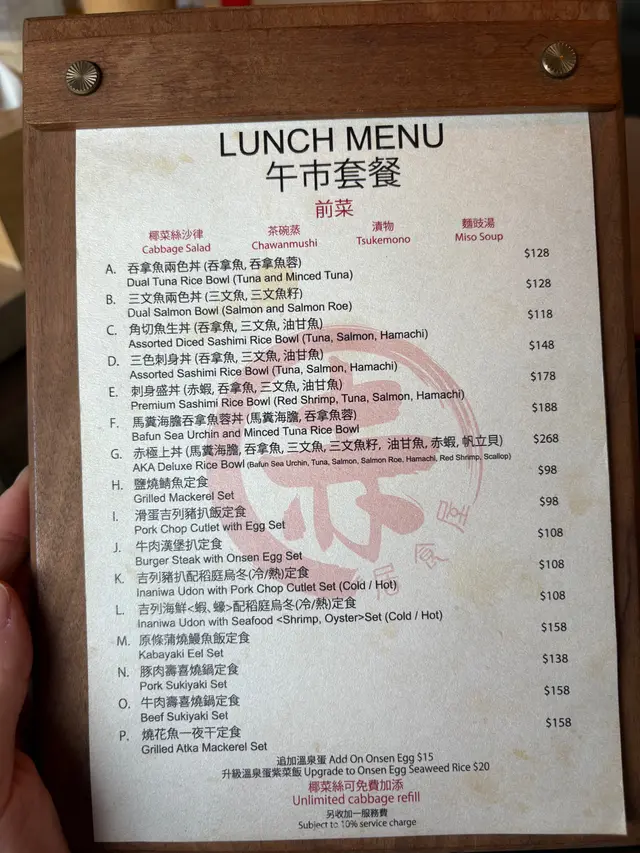 LUNCH MENU
午市套餐
前菜
椰菜絲沙律 茶碗蒸 漬物 麵豉湯
Cabbage Salad Chawanmushi Tsukemono Miso Soup
A. 吞拿魚兩色丼 (吞拿魚, 吞拿魚蓉) $128
Dual Tuna Rice Bowl (Tuna and Minced Tuna)
B. 三文魚兩色丼 (三文魚, 三文魚籽) $128
Dual Salmon Bowl (Salmon and Salmon Roe)
C. 角切魚生丼 (吞拿魚, 三文魚, 油甘魚) $118
Assorted Diced Sashimi Rice Bowl (Tuna, Salmon, Hamachi)
D. 三色刺身丼 (吞拿魚, 三文魚, 油甘魚) $148
Assorted Sashimi Rice Bowl (Tuna, Salmon, Hamachi)
E. 刺身盛丼 (赤蝦, 吞拿魚, 三文魚, 油甘魚) $178
Premium Sashimi Rice Bowl (Red Shrimp, Tuna, Salmon, Hamachi)
F. 馬糞海膽吞拿魚蓉丼 (馬糞海膽, 吞拿魚蓉) $188
Bafun Sea Urchin and Minced Tuna Rice Bowl
G. 赤極上丼 (馬糞海膽, 吞拿魚, 三文魚, 三文魚籽, 油甘魚, 赤蝦, 帆立貝) $268
AKA Deluxe Rice Bowl (Bafun Sea Urchin, Tuna, Salmon, Salmon Roe, Hamachi, Red Shrimp, Scallop)
H. 鹽燒鯖魚定食 $98
Grilled Mackerel Set
I. 滑蛋吉列豬扒飯定食 $98
Pork Chop Cutlet with Egg Set
J. 牛肉漢堡扒定食 $108
Burger Steak with Onsen Egg Set
K. 吉列豬扒配稻庭烏冬(冷/熱)定食 $108
Inaniwa Udon with Pork Chop Cutlet Set (Cold / Hot)
L. 吉列海鮮<蝦, 蠔>配稻庭烏冬(冷/熱)定食 $108
Inaniwa Udon with Seafood <Shrimp, Oyster>Set (Cold / Hot)
M. 原條蒲燒鰻魚飯定食 $158
Kabayaki Eel Set
N. 豚肉壽喜燒鍋定食 $138
Pork Sukiyaki Set
O. 牛肉壽喜燒鍋定食 $158
Beef Sukiyaki Set
P. 燒花魚一夜干定食 $158
Grilled Atka Mackerel Set
追加溫泉蛋 Add On Onsen Egg $15
升級溫泉蛋紫菜飯 Upgrade to Onsen Egg Seaweed Rice $20
椰菜絲可免費加添
Unlimited cabbage refill
另收加一服務費
Subject to 10% service charge
赤
食屋